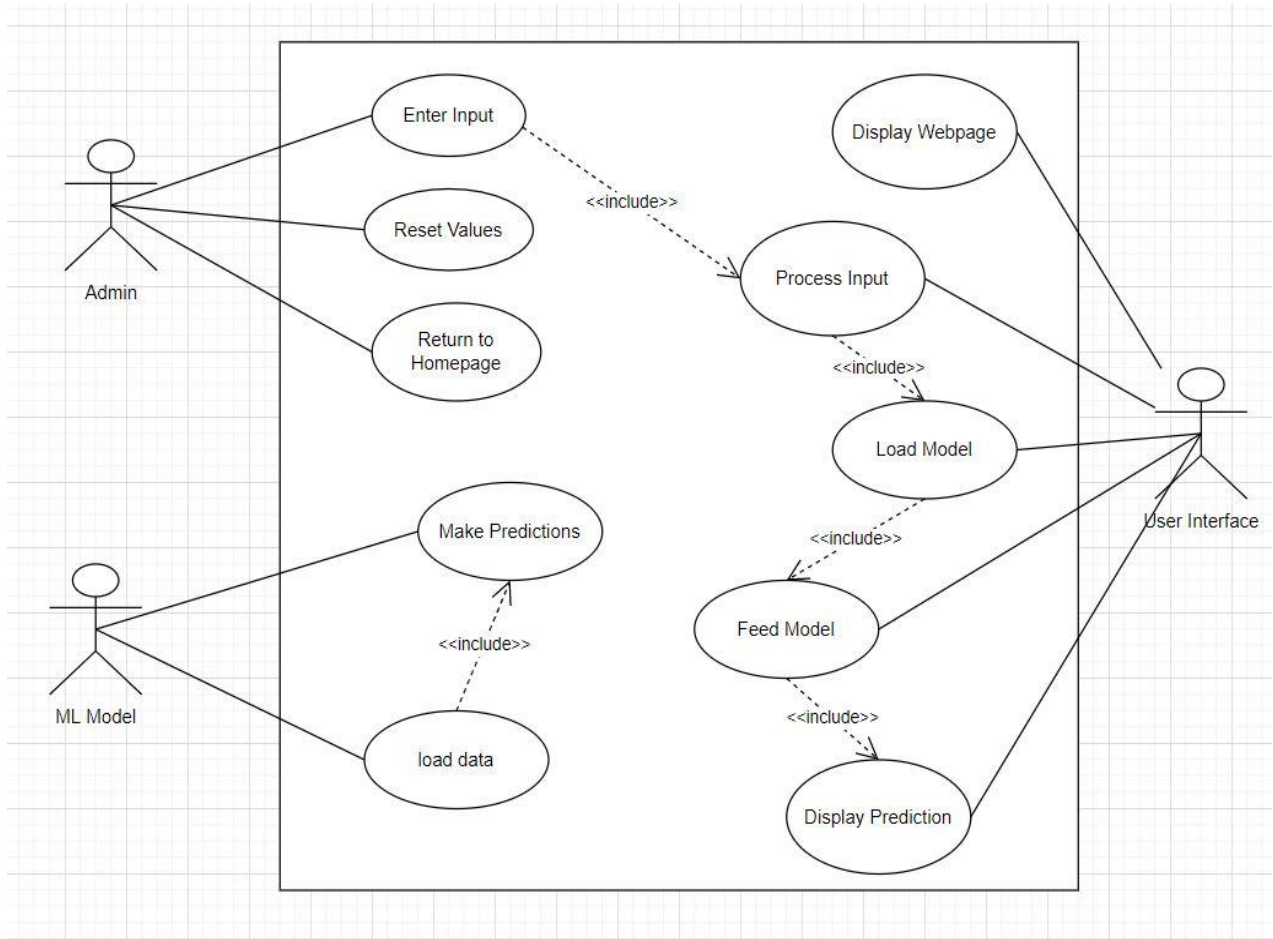 Enter Input
Display Webpage
<<include>>
Reset Values
Process Input
Admin
Return to
Homepage
<<include>>
Load Model
User Interface
Make Predictions
<<include>>
Feed Model
<<include>>
ML Model
<<include>>
load data
Display Prediction